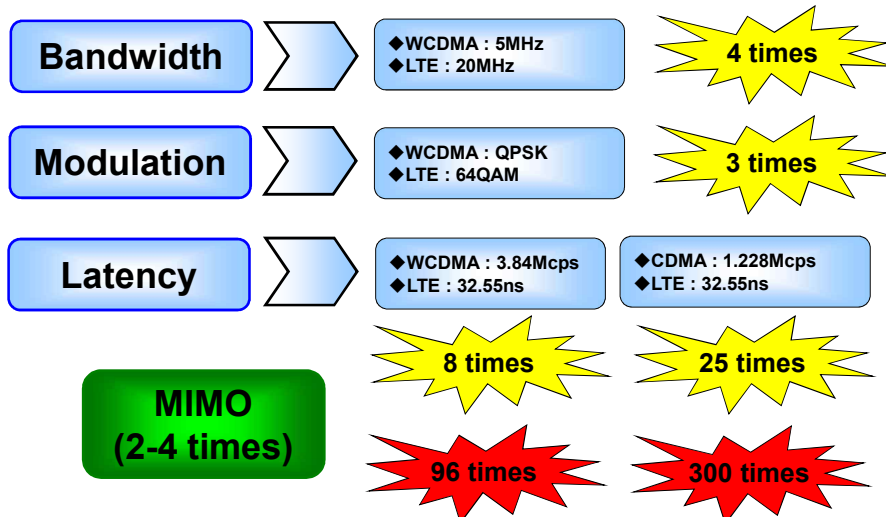 Bandwidth
◆WCDMA : 5MHz
◆LTE : 20MHz
4 times
Modulation
◆WCDMA : QPSK
◆LTE : 64QAM
3 times
Latency
◆WCDMA : 3.84Mcps
◆LTE : 32.55ns
◆CDMA : 1.228Mcps
◆LTE : 32.55ns
8 times
25 times
MIMO
(2-4 times)
96 times
300 times